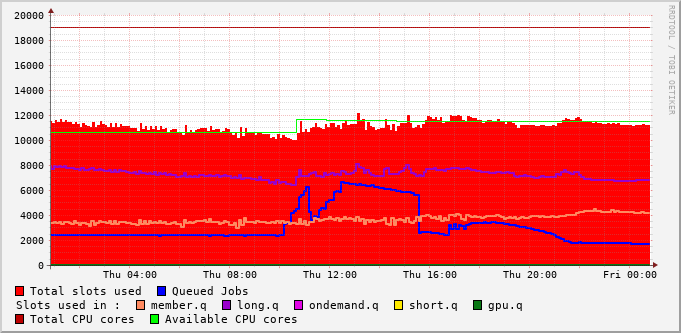 20000
18000
16000
14000
12000
10000
8000
6000
4000
2000
0
Thu 04:00 Thu 08:00 Thu 12:00 Thu 16:00 Thu 20:00 Fri 00:00
RRDTOOL / TOBI OETIKER
Total slots used Queued Jobs
Slots used in : member.q long.q ondemand.q short.q gpu.q
Total CPU cores Available CPU cores